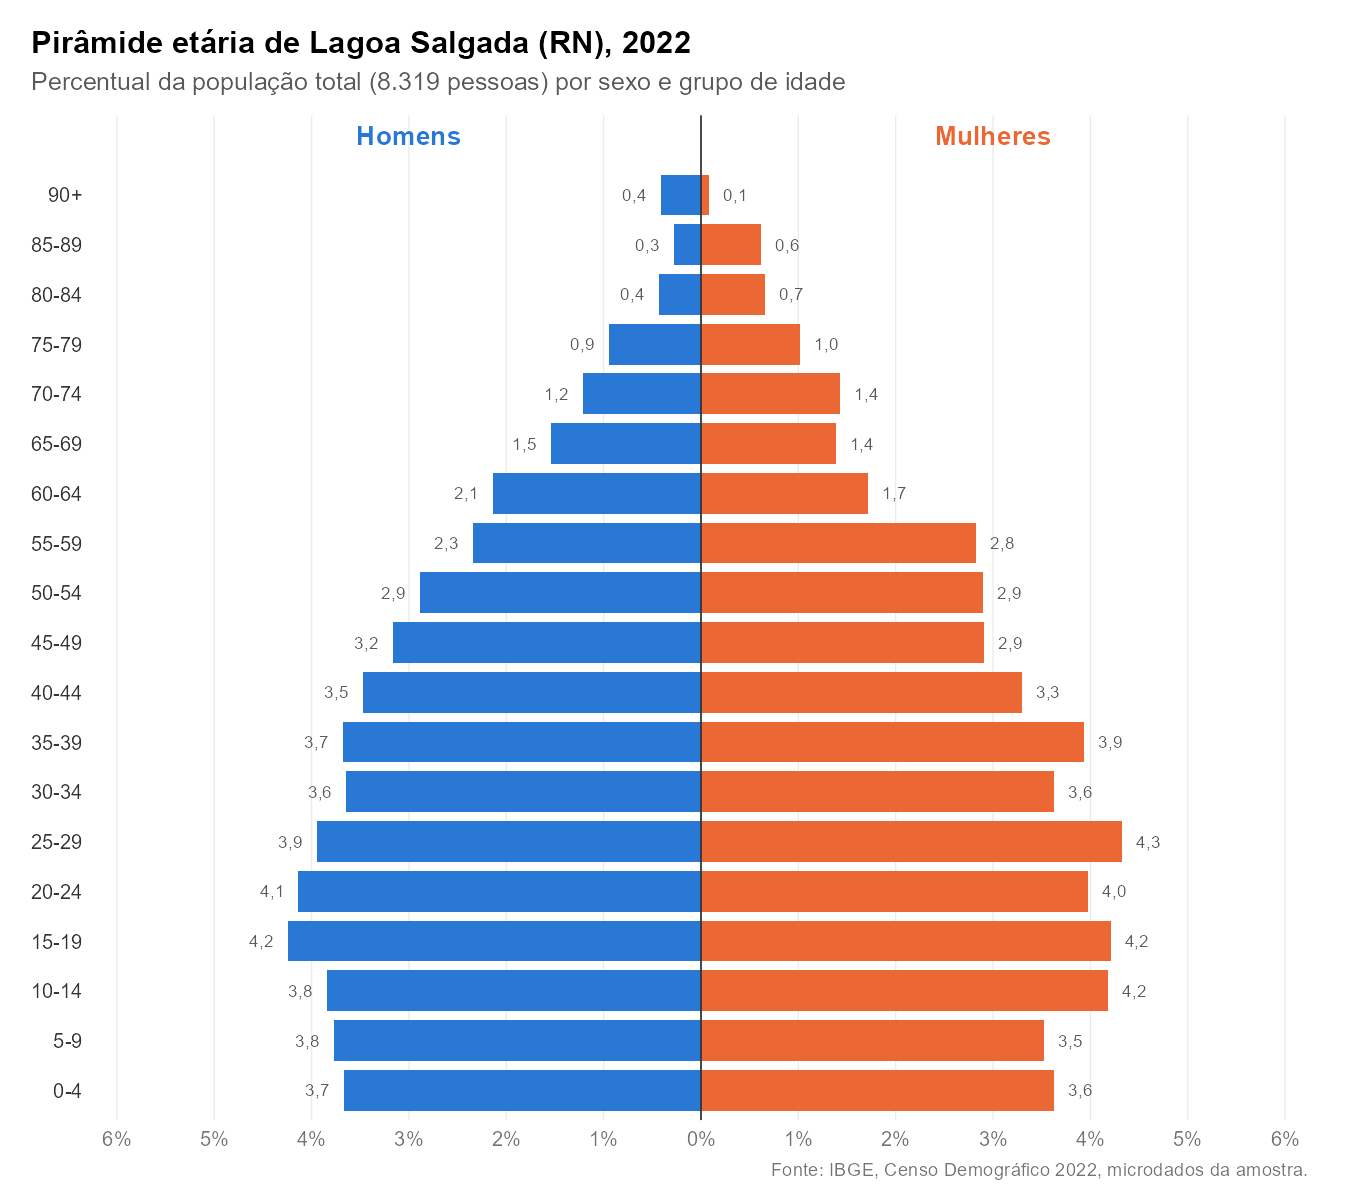 Pirâmide etária de Lagoa Salgada (RN), 2022
Percentual da população total (8.319 pessoas) por sexo e grupo de idade
Homens Mulheres
90+ 0,4 0,1
85-89 0,3 0,6
80-84 0,4 0,7
75-79 0,9 1,0
70-74 1,2 1,4
65-69 1,5 1,4
60-64 2,1 1,7
55-59 2,3 2,8
50-54 2,9 2,9
45-49 3,2 2,9
40-44 3,5 3,3
35-39 3,7 3,9
30-34 3,6 3,6
25-29 3,9 4,3
20-24 4,1 4,0
15-19 4,2 4,2
10-14 3,8 4,2
5-9 3,8 3,5
0-4 3,7 3,6
6% 5% 4% 3% 2% 1% 0% 1% 2% 3% 4% 5% 6%
Fonte: IBGE, Censo Demográfico 2022, microdados da amostra.